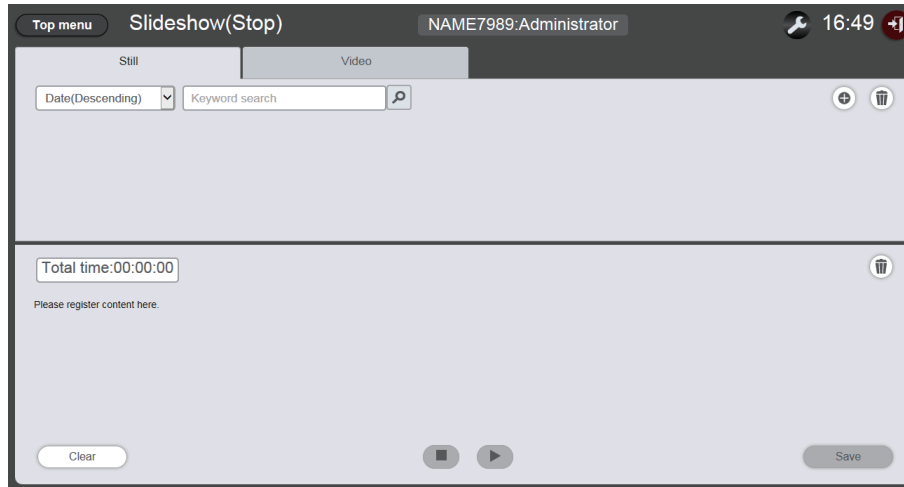 Top menu Slideshow(Stop) NAME7989:Administrator 16:49
Still Video
Date(Descending) Keyword search
Total time:00:00:00
Please register content here.
Clear Save